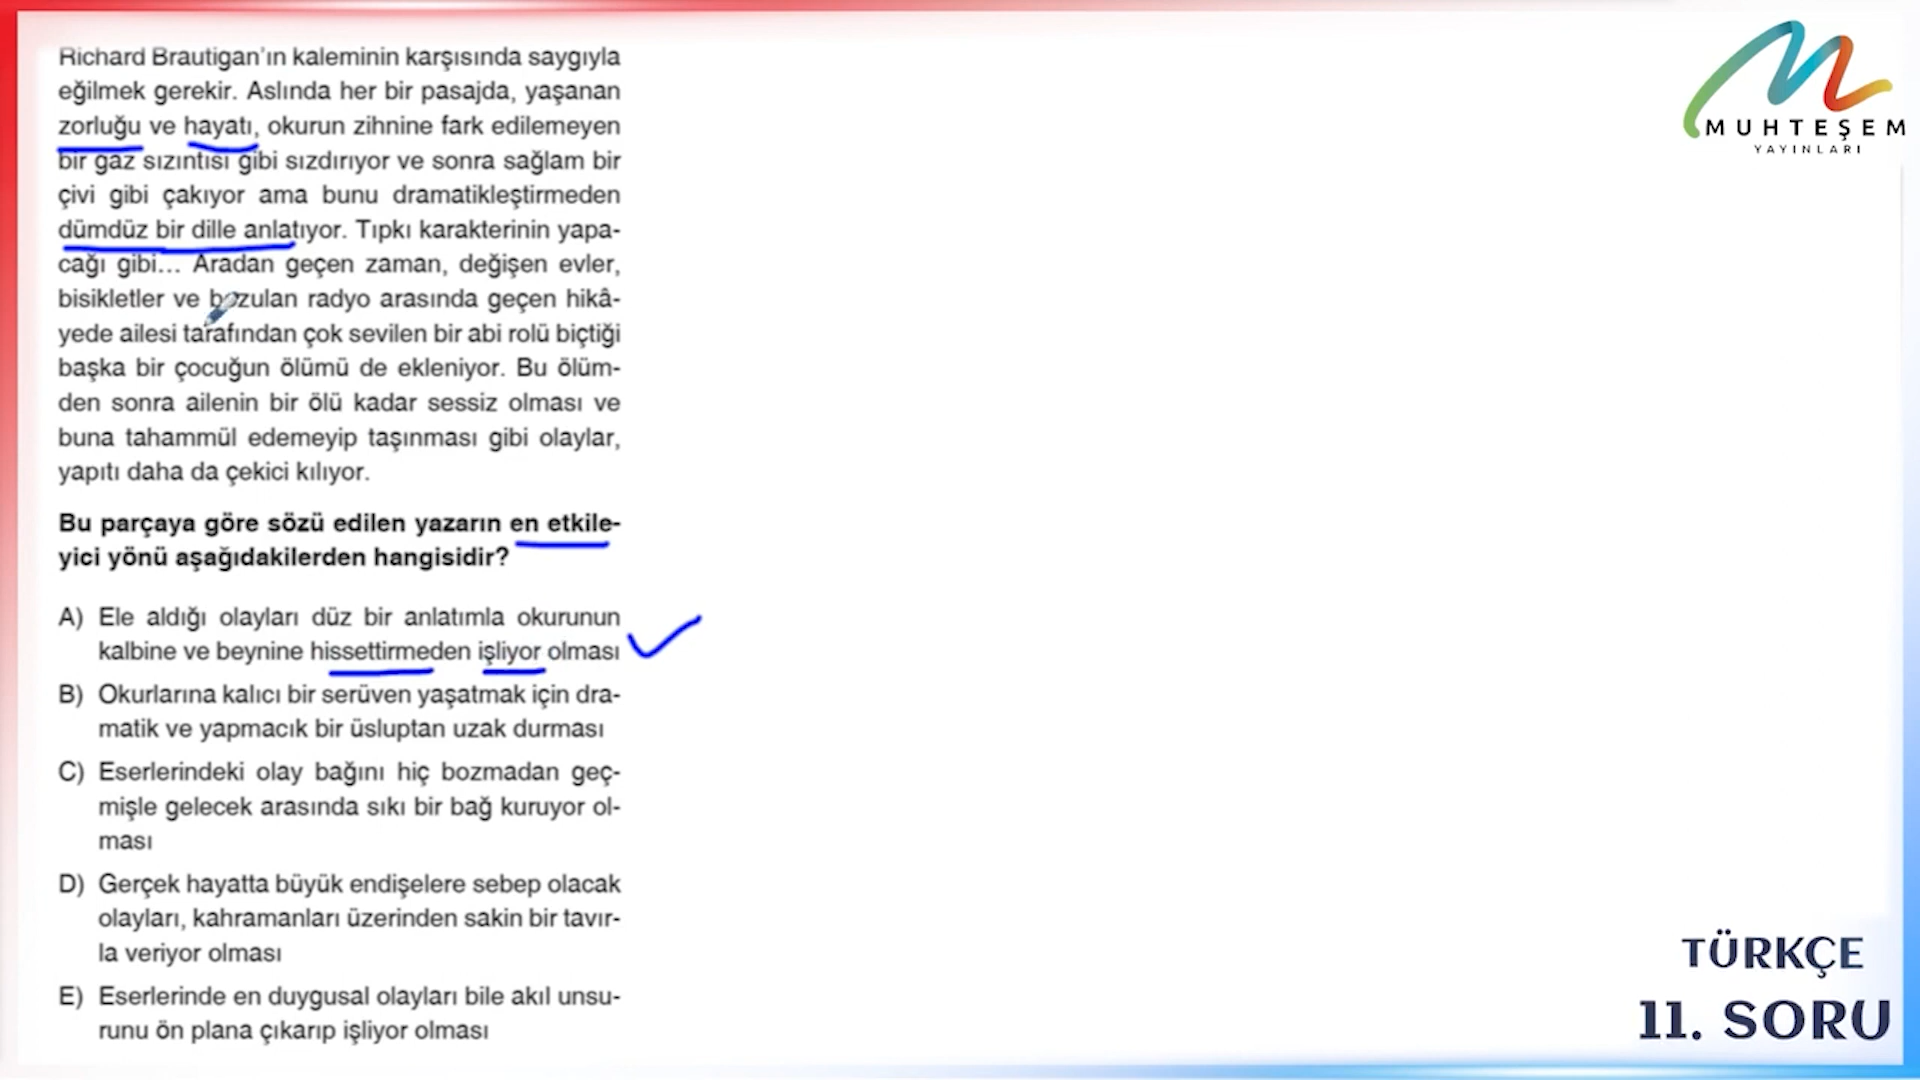 Richard Brautigan'ın kaleminin karşısında saygıyla
eğilmek gerekir. Aslında her bir pasajda, yaşanan
zorluğu ve hayatı, okurun zihnine fark edilemeyen
bir gaz sızıntısı gibi sızdırıyor ve sonra sağlam bir
çivi gibi çakıyor ama bunu dramatikleştirmeden
dümdüz bir dille anlatıyor. Tıpkı karakterinin yapa-
cağı gibi... Aradan geçen zaman, değişen evler,
bisikletler ve bozulan radyo arasında geçen hikâ-
yede ailesi tarafından çok sevilen bir abi rolü biçtiği
başka bir çocuğun ölümü de ekleniyor. Bu ölüm-
den sonra ailenin bir ölü kadar sessiz olması ve
buna tahammül edemeyip taşınması gibi olaylar,
yapıtı daha da çekici kılıyor.
Bu parçaya göre sözü edilen yazarın en etkile-
yici yönü aşağıdakilerden hangisidir?
A) Ele aldığı olayları düz bir anlatımla okurunun
kalbine ve beynine hissettirmeden işliyor olması
B) Okurlarına kalıcı bir serüven yaşatmak için dra-
matik ve yapmacık bir üsluptan uzak durması
C) Eserlerindeki olay bağını hiç bozmadan geç-
mişle gelecek arasında sıkı bir bağ kuruyor ol-
ması
D) Gerçek hayatta büyük endişelere sebep olacak
olayları, kahramanları üzerinden sakin bir tavır-
la veriyor olması
E) Eserlerinde en duygusal olayları bile akıl unsu-
runu ön plana çıkarıp işliyor olması
MUHTEŞEM
YAYINLARI
TÜRKÇE
11. SORU